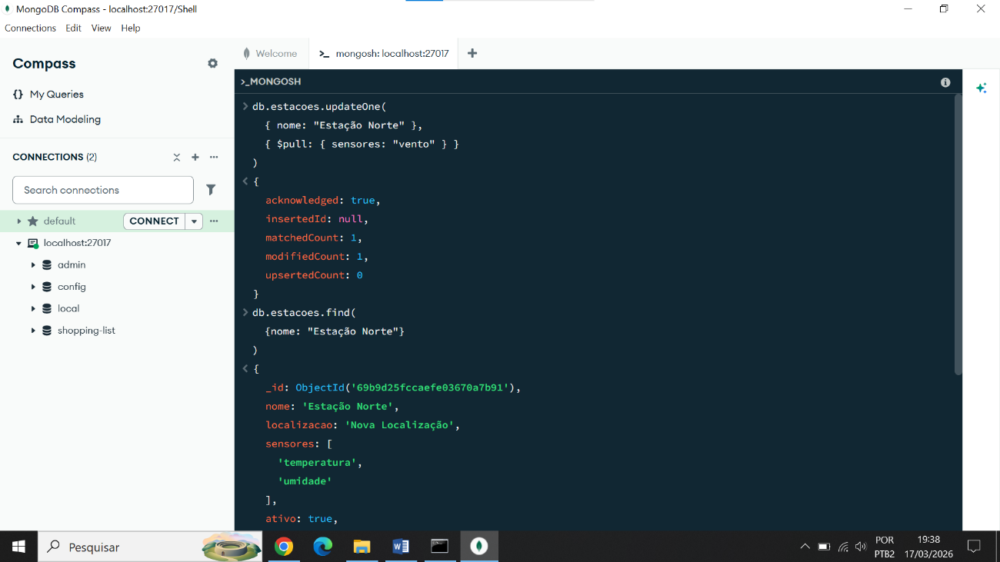 MongoDB Compass - localhost:27017/Shell
Connections Edit View Help
Compass
My Queries
Data Modeling
CONNECTIONS (2)
Search connections
default CONNECT
localhost:27017
admin
config
local
shopping-list
Welcome
>_ mongosh: localhost:27017
>_MONGOSH
> db.estacoes.updateOne(
{ nome: "Estação Norte" },
{ $pull: { sensores: "vento" } }
)
< {
acknowledged: true,
insertedId: null,
matchedCount: 1,
modifiedCount: 1,
upsertedCount: 0
}
> db.estacoes.find(
{nome: "Estação Norte"}
)
< {
_id: ObjectId('69b9d25fccaefe03670a7b91'),
nome: 'Estação Norte',
localizacao: 'Nova Localização',
sensores: [
'temperatura',
'umidade'
],
ativo: true,
Pesquisar
POR
PTB2
19:38
17/03/2026